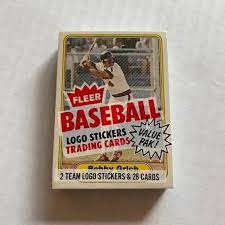 FLEER
BASEBALL
LOGO STICKERS
TRADING CARDS
VALUE
PAK!
Bobby Grich
2 TEAM LOGO STICKERS & 28 CARDS